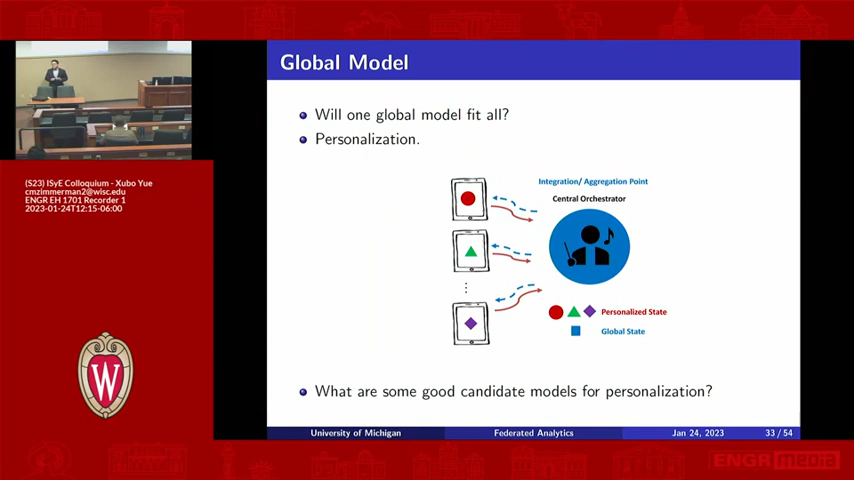 Global Model
Will one global model fit all?
Personalization.
Integration/ Aggregation Point
Central Orchestrator
Personalized State
Global State
What are some good candidate models for personalization?
University of Michigan
Federated Analytics
Jan 24, 2023
33 / 54
(S23) ISyE Colloquium - Xubo Yue
cmzimmerman2@wisc.edu
ENGR EH 1701 Recorder 1
2023-01-24T12:15-06:00
W
ENGR media